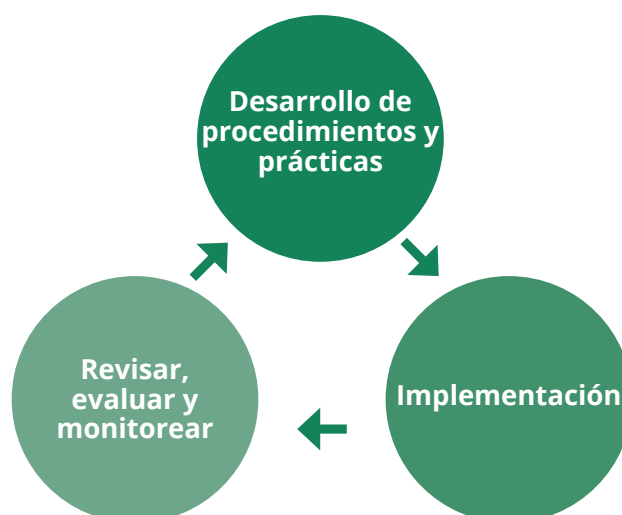 Desarrollo de
procedimientos y
prácticas
Revisar,
evaluar y
monitorear
Implementación